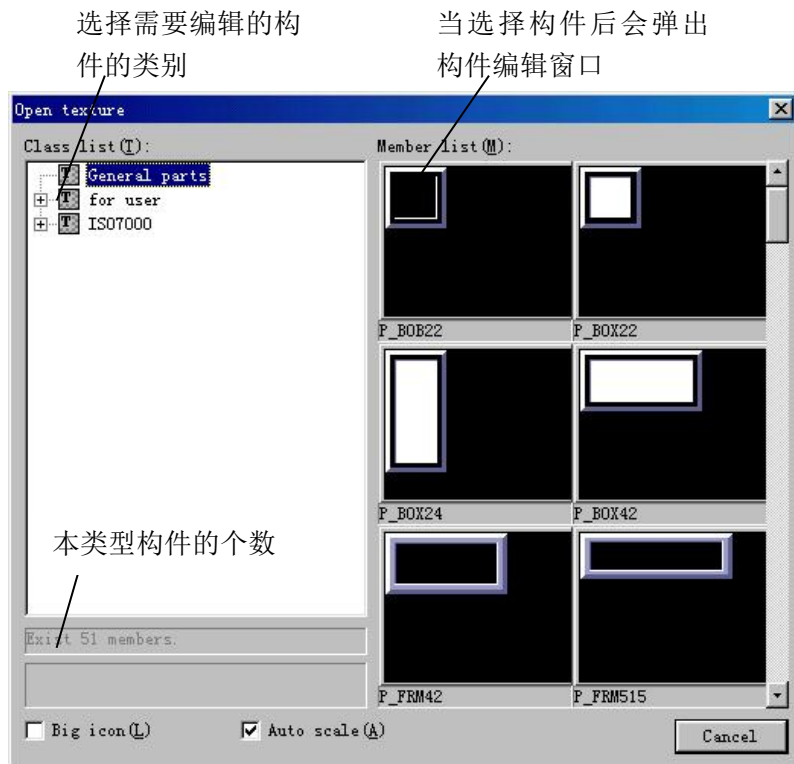 选择需要编辑的构
件的类别
当选择构件后会弹出
构件编辑窗口
Open texture
Class list(T):
General parts
for user
ISO7000
本类型构件的个数
Exist 51 members.
Member list(M):
P_BOB22
P_BOX22
P_BOX24
P_BOX42
P_FRM42
P_FRM515
Big icon(L)
Auto scale(A)
Cancel